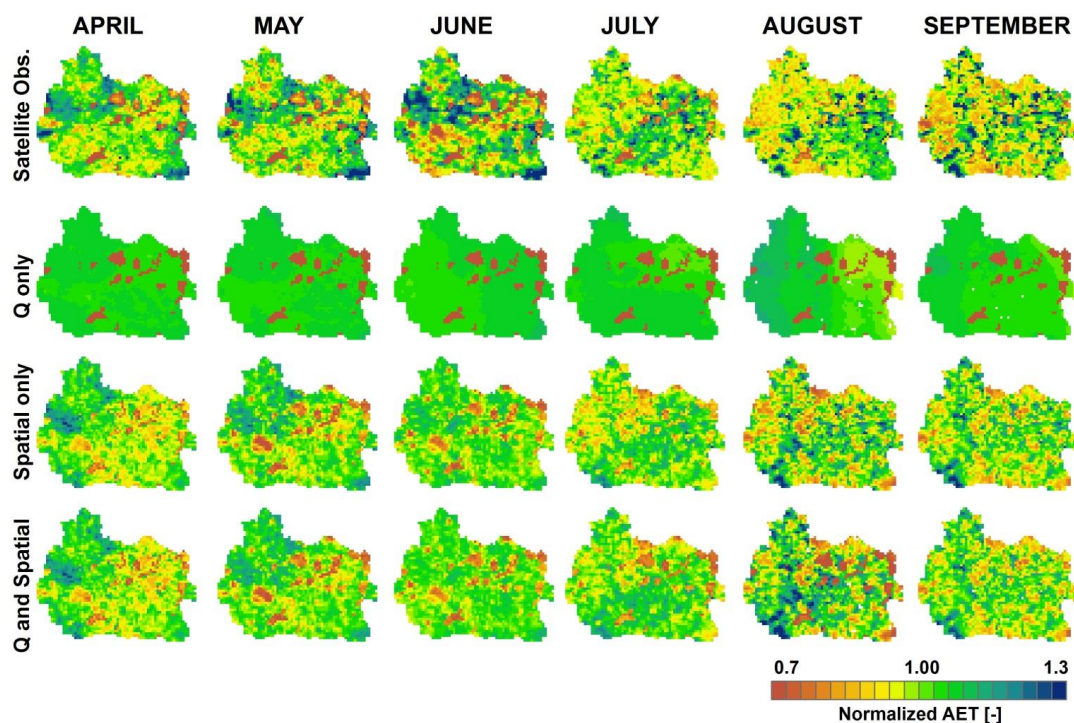 APRIL MAY JUNE JULY AUGUST SEPTEMBER
Satellite Obs.
Q only
Spatial only
Q and Spatial
0.7 1.00 1.3
Normalized AET [-]